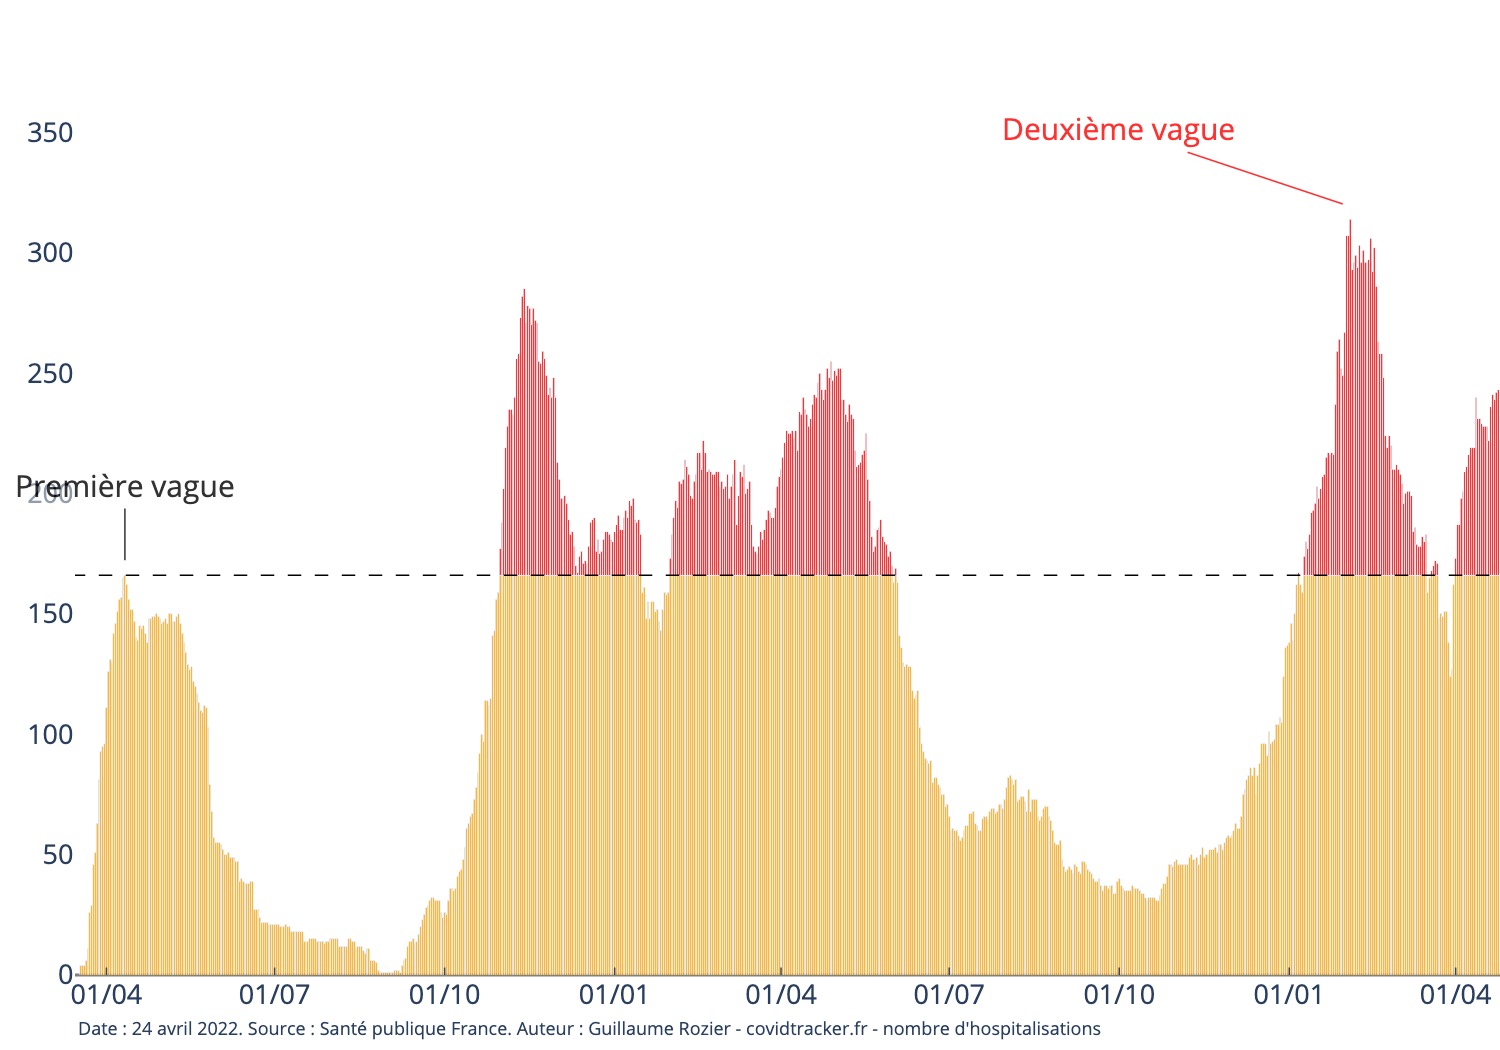 350
Deuxième vague
300
250
Première vague
200
150
100
50
0
01/04 01/07 01/10 01/01 01/04 01/07 01/10 01/01 01/04
Date : 24 avril 2022. Source : Santé publique France. Auteur : Guillaume Rozier - covidtracker.fr - nombre d'hospitalisations